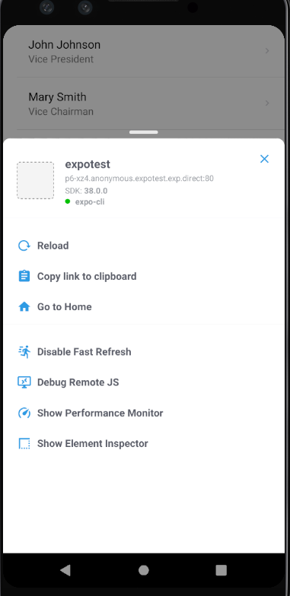 John Johnson
Vice President
Mary Smith
Vice Chairman
expotest
p6-xz4.anonymous.expotest.exp.direct:80
SDK: 38.0.0
expo-cli
Reload
Copy link to clipboard
Go to Home
Disable Fast Refresh
Debug Remote JS
Show Performance Monitor
Show Element Inspector